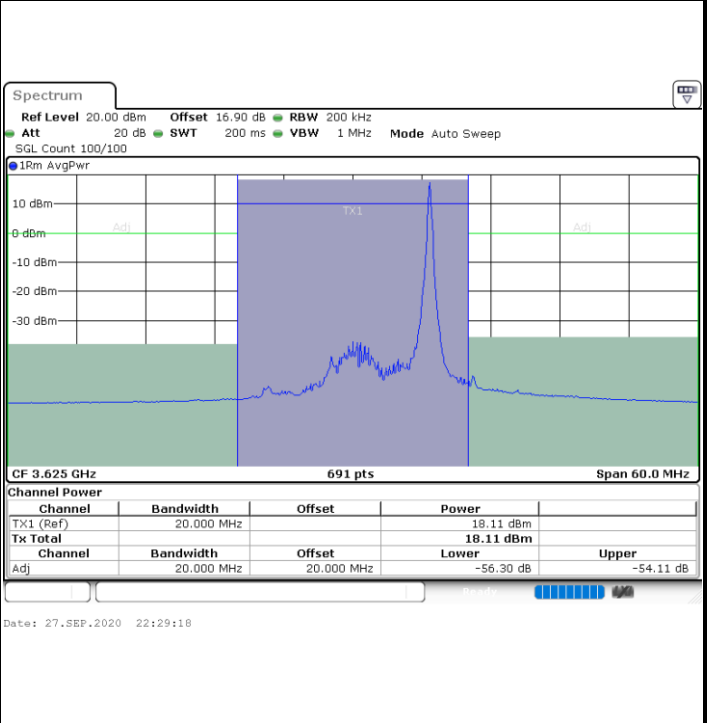 Spectrum
Ref Level 20.00 dBm Offset 16.90 dB RBW 200 kHz
Att 20 dB SWT 200 ms VBW 1 MHz Mode Auto Sweep
SGL Count 100/100
1Rm AvgPwr
10 dBm
TX1
Adj Adj
0 dBm
-10 dBm
-20 dBm
-30 dBm
CF 3.625 GHz 691 pts Span 60.0 MHz
Channel Power
Channel Bandwidth Offset Power
TX1 (Ref) 20.000 MHz 18.11 dBm
Tx Total 18.11 dBm
Channel Bandwidth Offset Lower Upper
Adj 20.000 MHz 20.000 MHz -56.30 dB -54.11 dB
Ready
Date: 27.SEP.2020 22:29:18